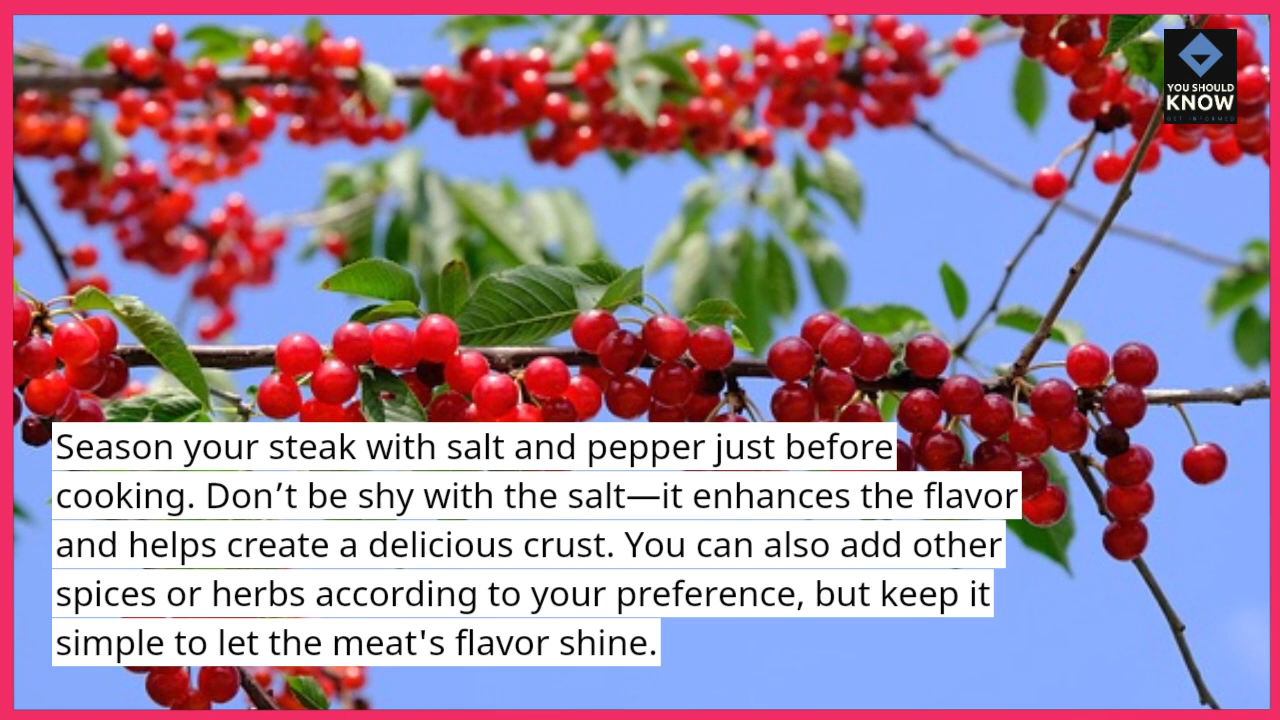 YOU SHOULD
KNOW
GET INFORMED
Season your steak with salt and pepper just before
cooking. Don’t be shy with the salt—it enhances the flavor
and helps create a delicious crust. You can also add other
spices or herbs according to your preference, but keep it
simple to let the meat's flavor shine.